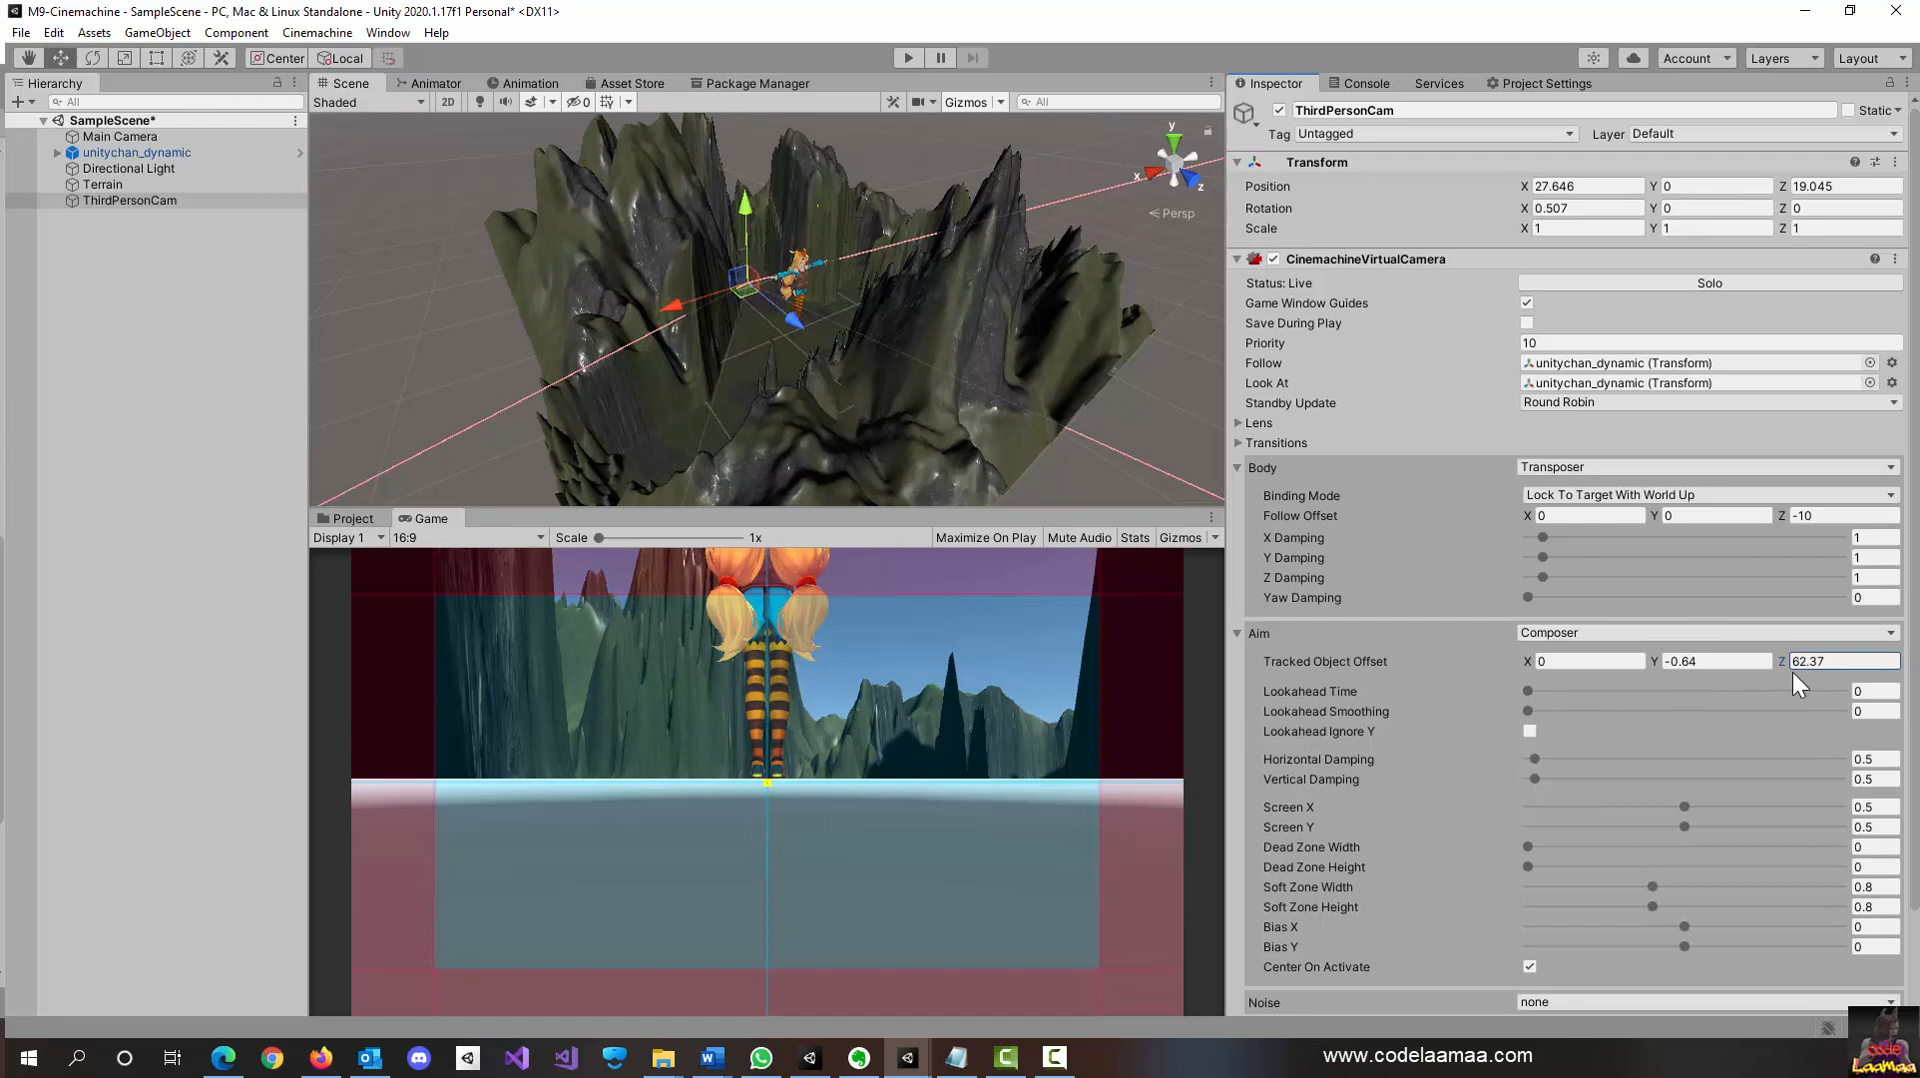 M9-Cinemachine - SampleScene - PC, Mac & Linux Standalone - Unity 2020.1.17f1 Personal* <DX11>
File Edit Assets GameObject Component Cinemachine Window Help
Center Local Account Layers Layout
Hierarchy
All
SampleScene*
Main Camera
unitychan_dynamic
Directional Light
Terrain
ThirdPersonCam
Scene Animator Animation Asset Store Package Manager
Shaded 2D 0 Gizmos All
y
x
z
Persp
Project Game
Display 1 16:9 Scale 1x Maximize On Play Mute Audio Stats Gizmos
Inspector Console Services Project Settings
ThirdPersonCam Static
Tag Untagged Layer Default
Transform
Position X 27.646 Y 0 Z 19.045
Rotation X 0.507 Y 0 Z 0
Scale X 1 Y 1 Z 1
CinemachineVirtualCamera
Status: Live Solo
Game Window Guides
Save During Play
Priority 10
Follow unitychan_dynamic (Transform)
Look At unitychan_dynamic (Transform)
Standby Update Round Robin
Lens
Transitions
Body Transposer
Binding Mode Lock To Target With World Up
Follow Offset X 0 Y 0 Z -10
X Damping 1
Y Damping 1
Z Damping 1
Yaw Damping 0
Aim Composer
Tracked Object Offset X 0 Y -0.64 Z 62.37
Lookahead Time 0
Lookahead Smoothing 0
Lookahead Ignore Y
Horizontal Damping 0.5
Vertical Damping 0.5
Screen X 0.5
Screen Y 0.5
Dead Zone Width 0
Dead Zone Height 0
Soft Zone Width 0.8
Soft Zone Height 0.8
Bias X 0
Bias Y 0
Center On Activate
Noise none
www.codelaamaa.com
Code
LaaMaa